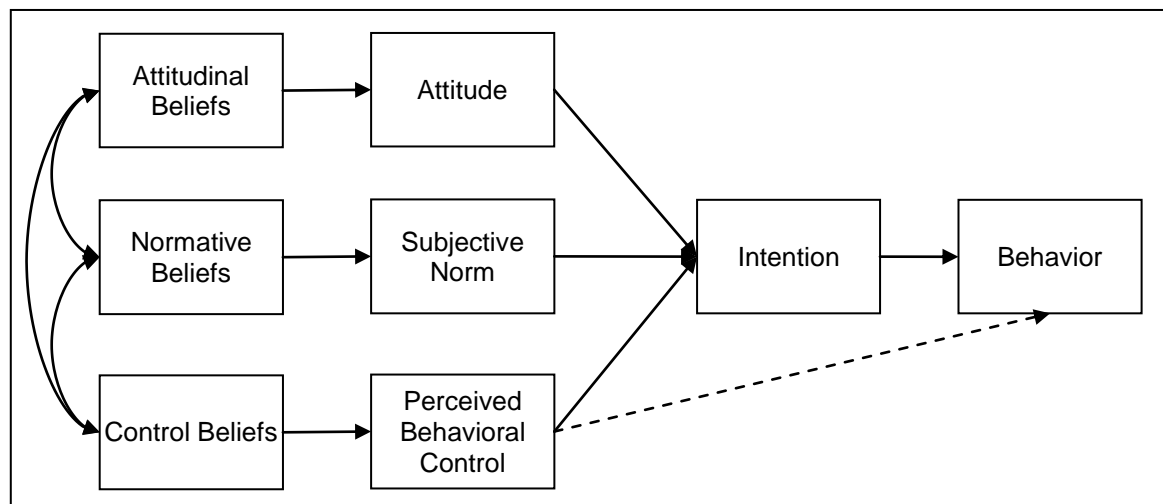 Attitudinal
Beliefs
Attitude
Normative
Beliefs
Subjective
Norm
Intention
Behavior
Control Beliefs
Perceived
Behavioral
Control